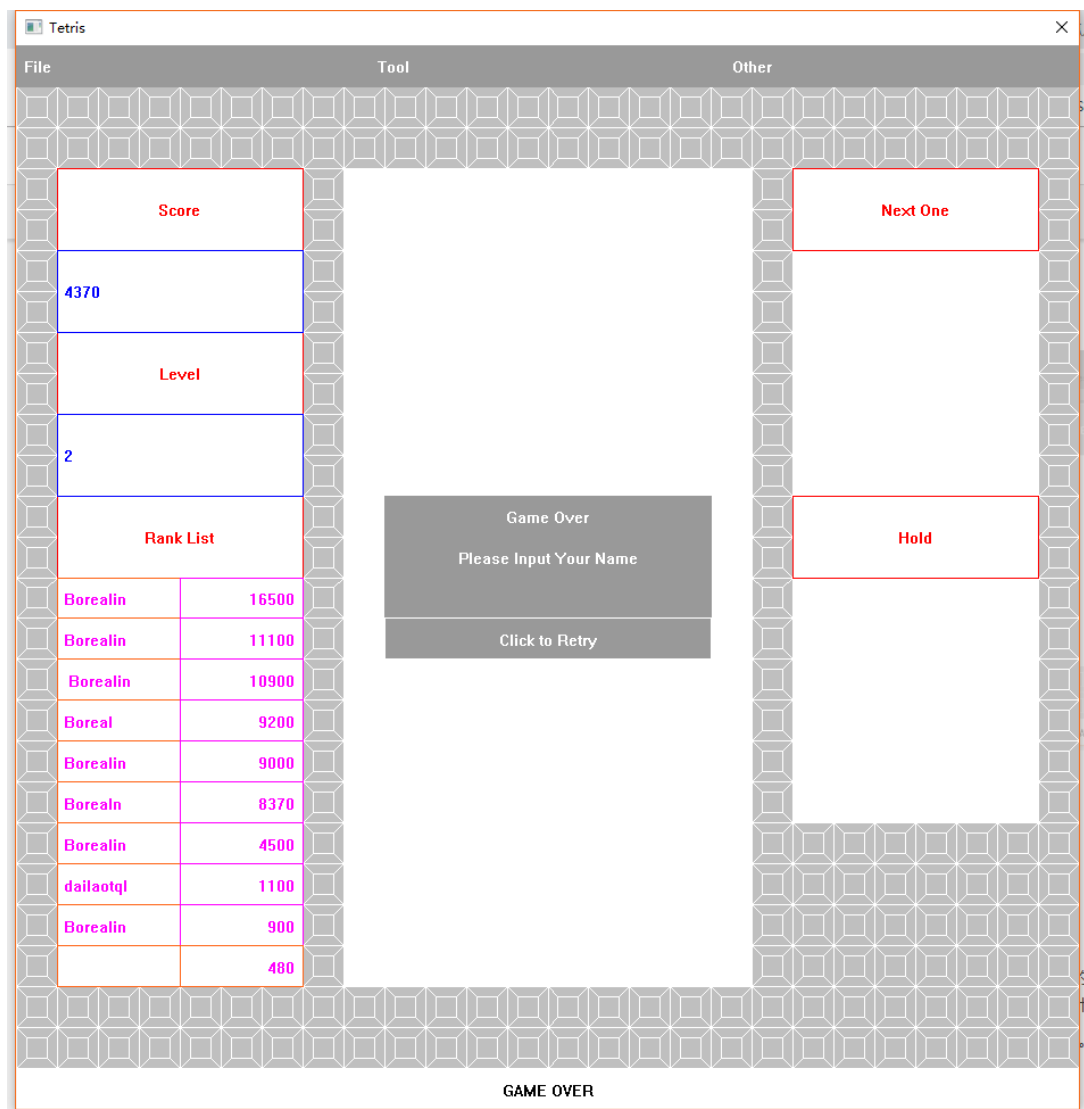 Tetris
File Tool Other
Score
4370
Level
2
Rank List
Borealin 16500
Borealin 11100
Borealin 10900
Boreal 9200
Borealin 9000
Borealn 8370
Borealin 4500
dailaotql 1100
Borealin 900
480
Game Over
Please Input Your Name
Click to Retry
Next One
Hold
GAME OVER